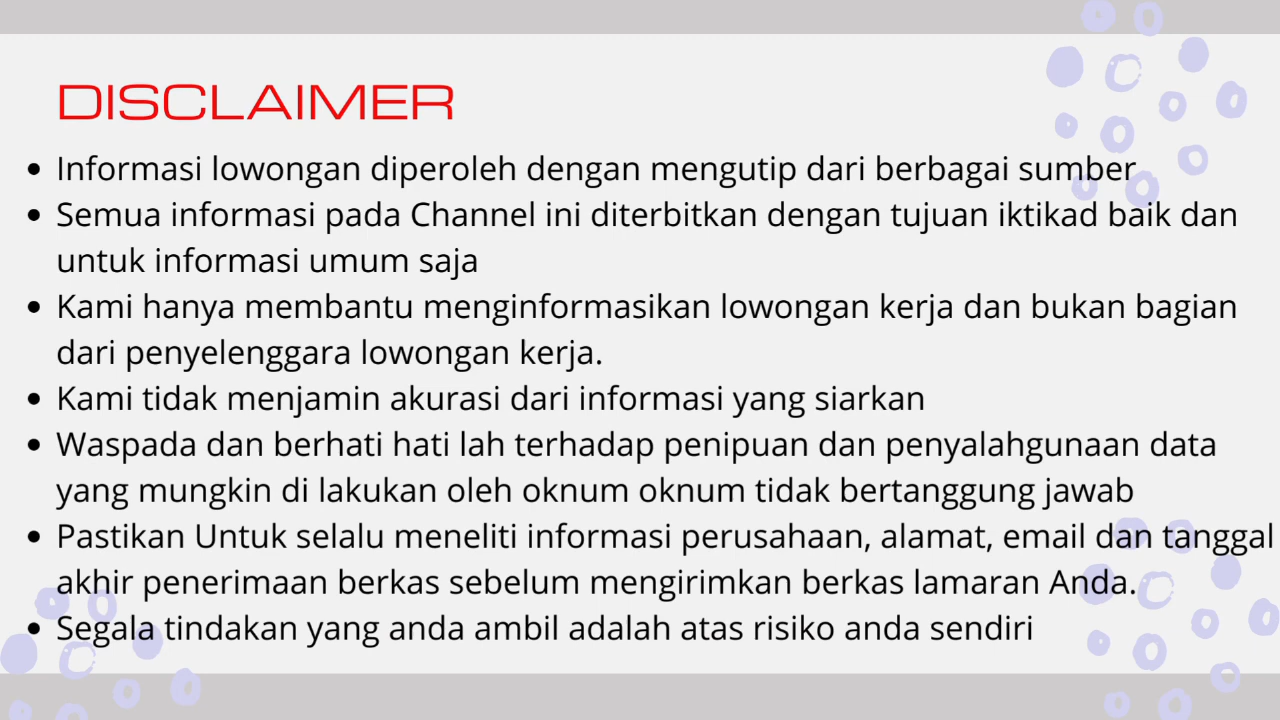 DISCLAIMER
• Informasi lowongan diperoleh dengan mengutip dari berbagai sumber
• Semua informasi pada Channel ini diterbitkan dengan tujuan iktikad baik dan
untuk informasi umum saja
• Kami hanya membantu menginformasikan lowongan kerja dan bukan bagian
dari penyelenggara lowongan kerja.
• Kami tidak menjamin akurasi dari informasi yang siarkan
• Waspada dan berhati hati lah terhadap penipuan dan penyalahgunaan data
yang mungkin di lakukan oleh oknum oknum tidak bertanggung jawab
• Pastikan Untuk selalu meneliti informasi perusahaan, alamat, email dan tanggal
akhir penerimaan berkas sebelum mengirimkan berkas lamaran Anda.
• Segala tindakan yang anda ambil adalah atas risiko anda sendiri